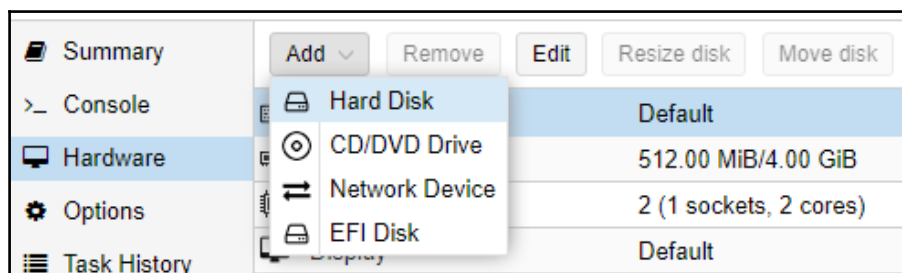 Summary
Console
Hardware
Options
Task History
Add Remove Edit Resize disk Move disk
Hard Disk
CD/DVD Drive
Network Device
EFI Disk
Default
512.00 MiB/4.00 GiB
2 (1 sockets, 2 cores)
Display Default